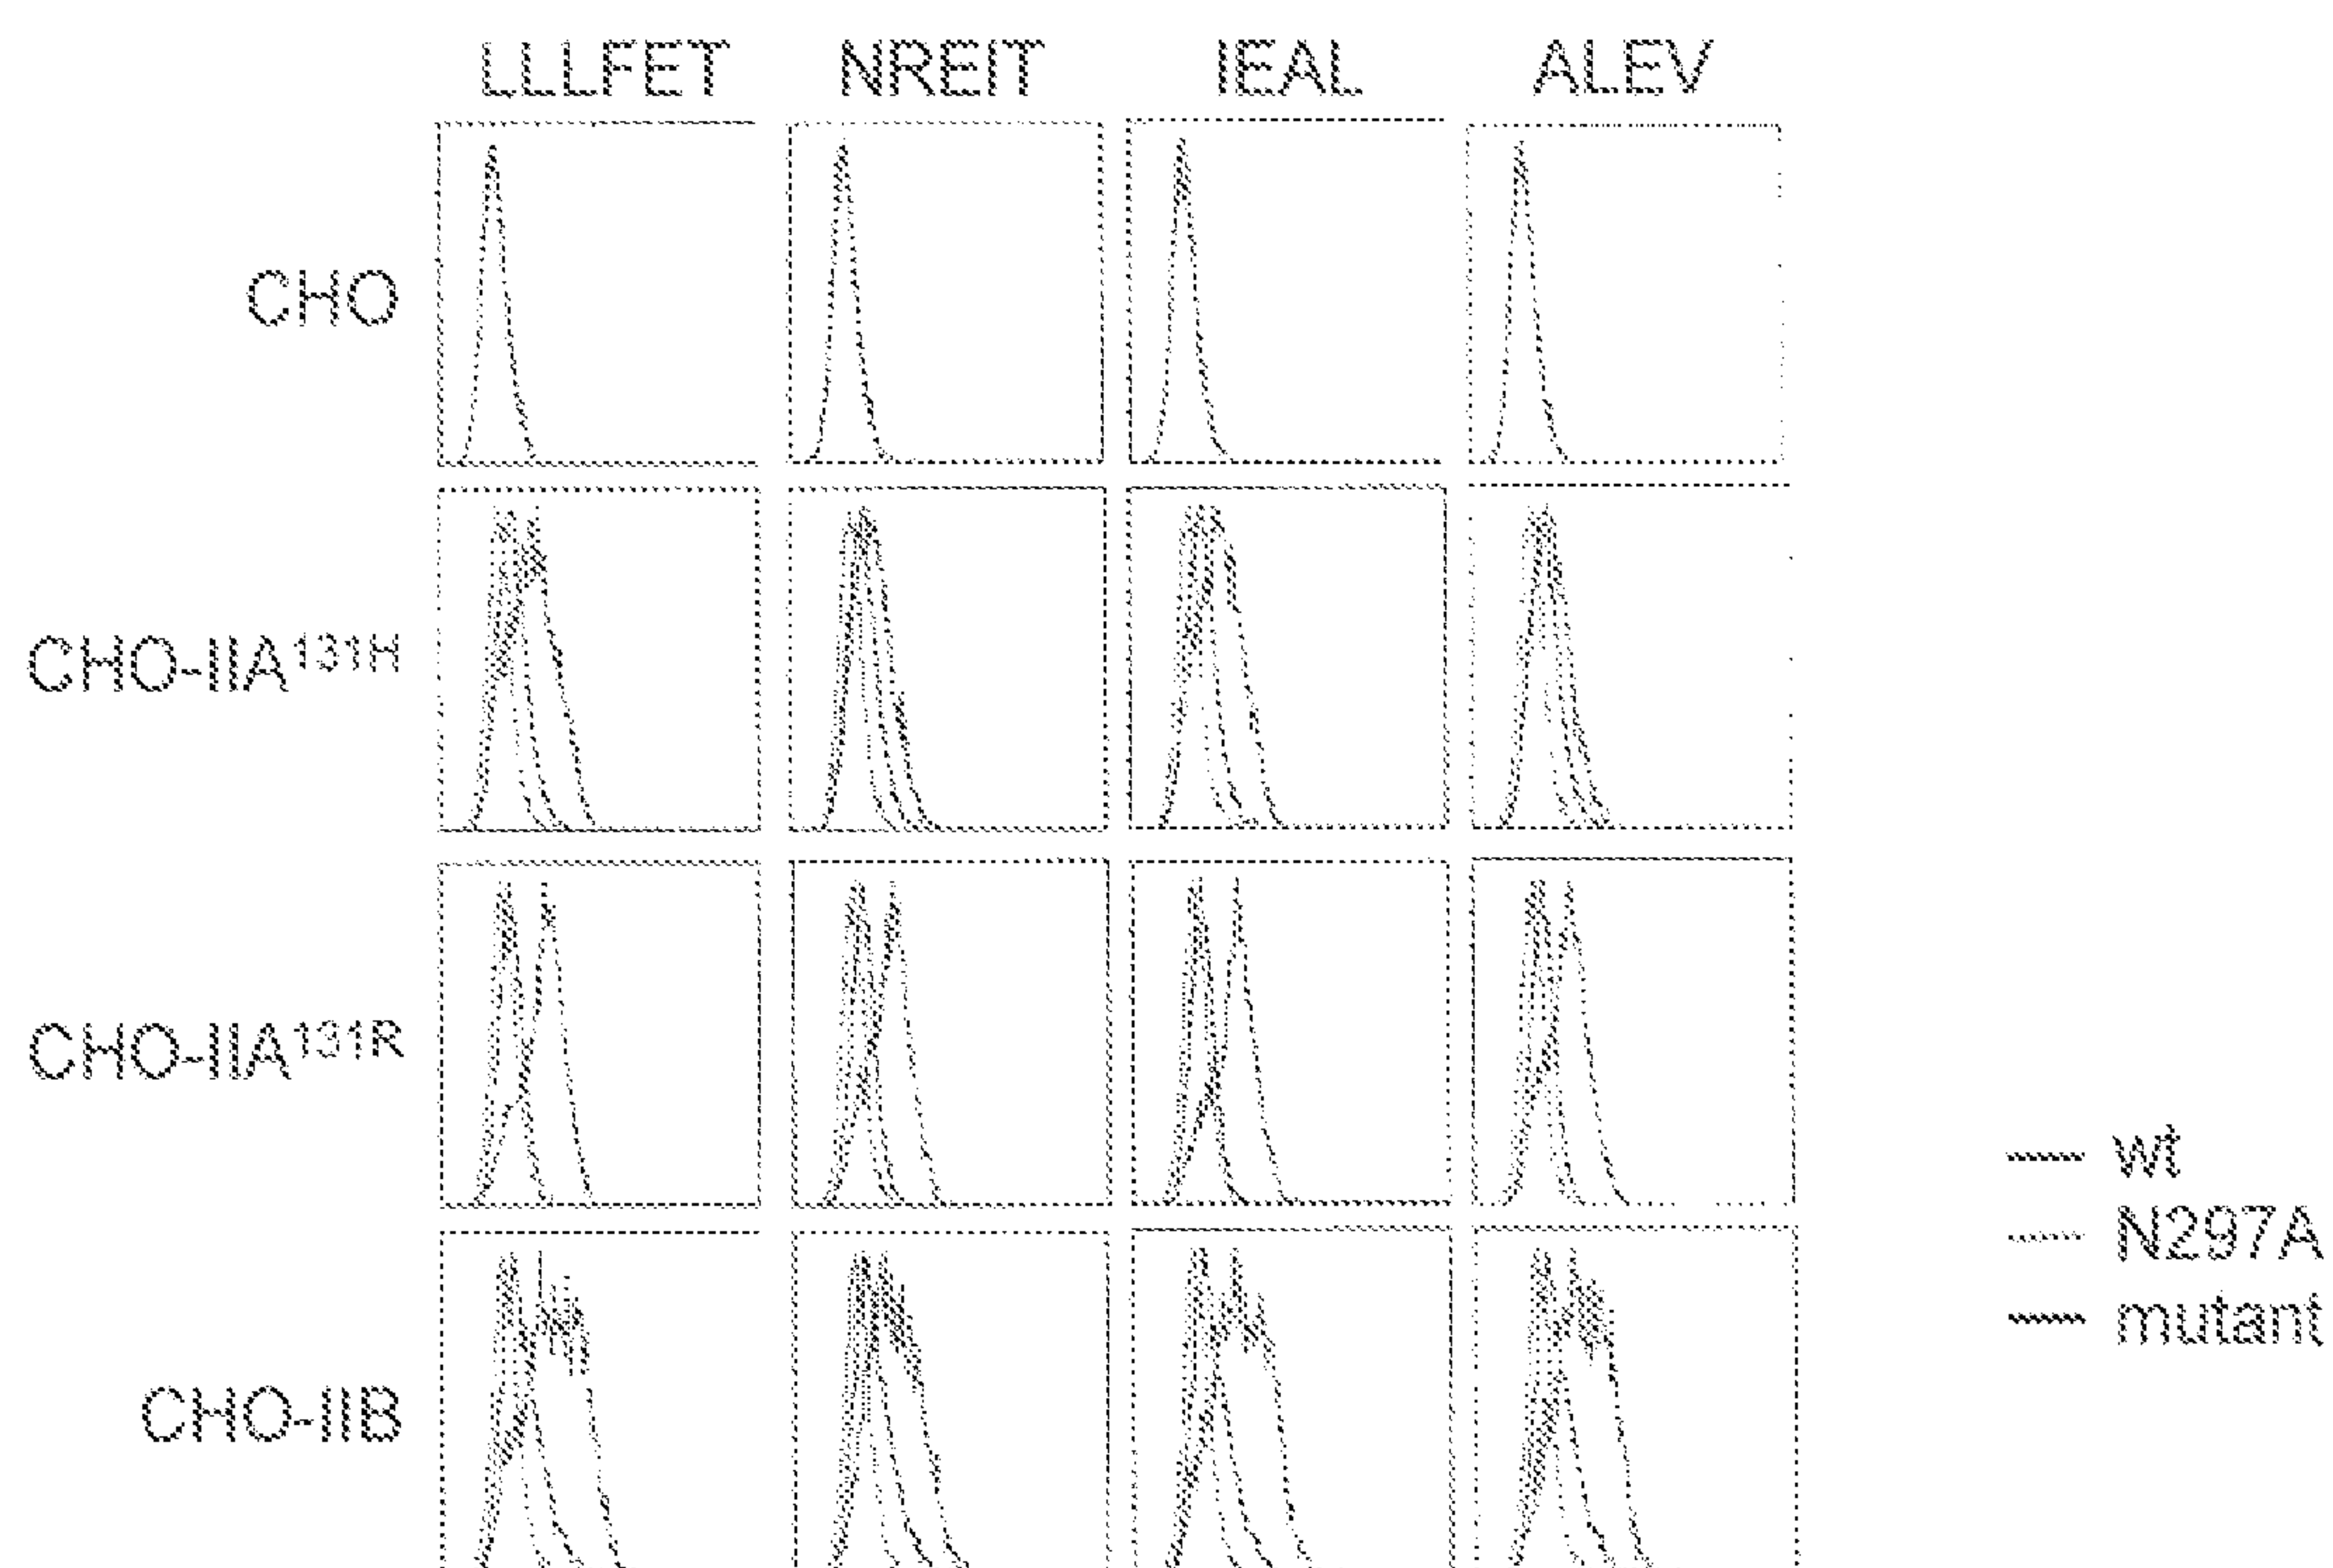 LLLFET NREIT IEAL ALEV
CHO
CHO-IIA131H
CHO-IIA131R
CHO-IIB
wt
N297A
mutant